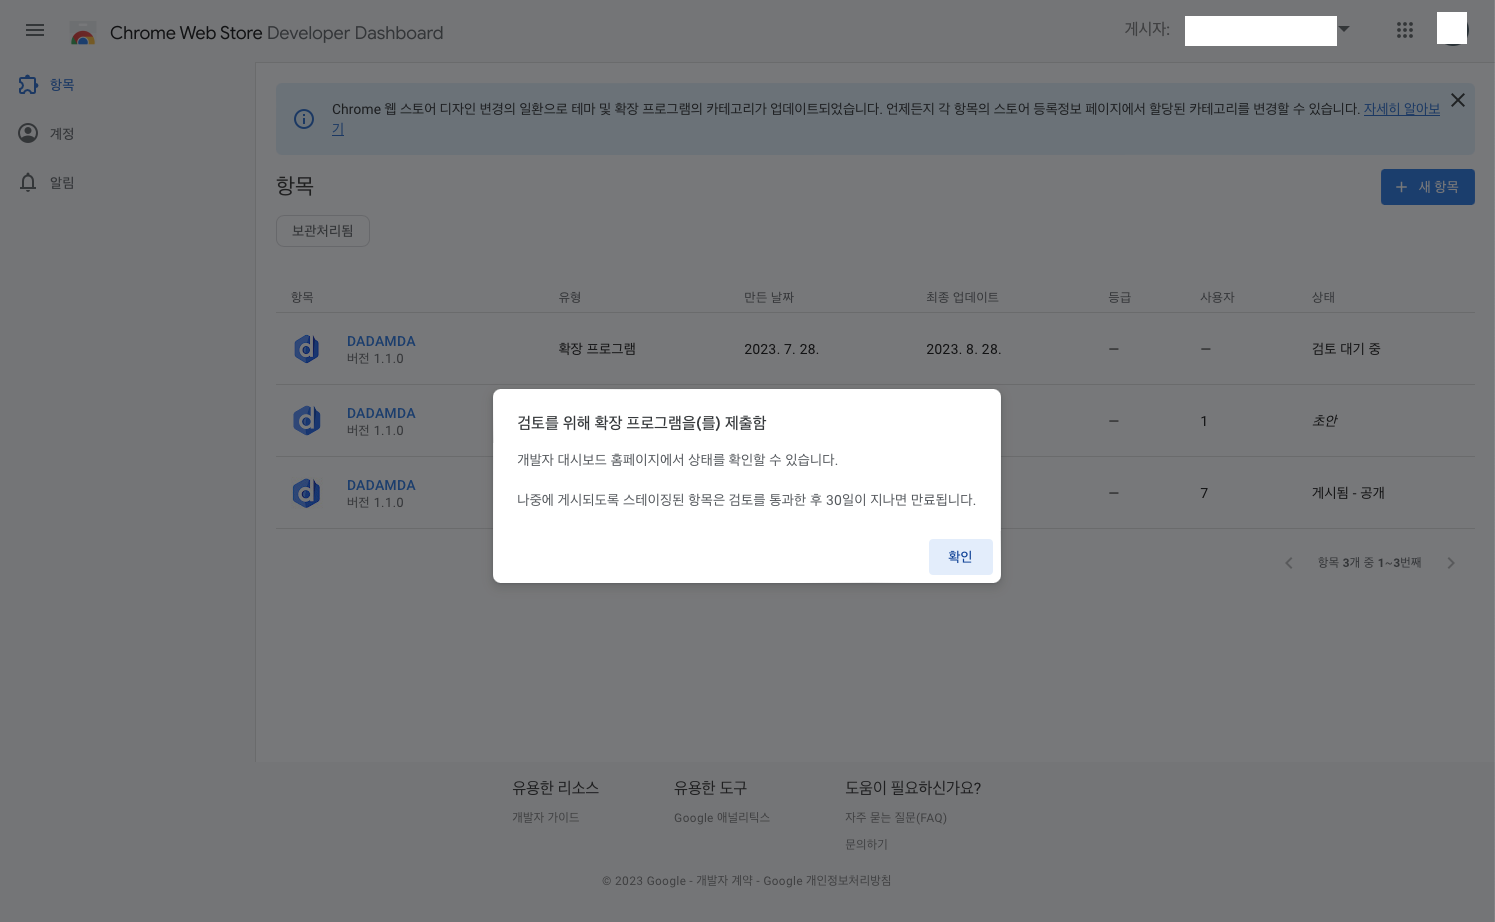 Chrome Web Store Developer Dashboard
게시자:
항목
계정
알림
Chrome 웹 스토어 디자인 변경의 일환으로 테마 및 확장 프로그램의 카테고리가 업데이트되었습니다. 언제든지 각 항목의 스토어 등록정보 페이지에서 할당된 카테고리를 변경할 수 있습니다. 자세히 알아보
기
항목
+ 새 항목
보관처리됨
항목 유형 만든 날짜 최종 업데이트 등급 사용자 상태
DADAMDA
버전 1.1.0
확장 프로그램 2023. 7. 28. 2023. 8. 28. — — 검토 대기 중
DADAMDA
버전 1.1.0
— 1 초안
DADAMDA
버전 1.1.0
— 7 게시됨 - 공개
검토를 위해 확장 프로그램을(를) 제출함
개발자 대시보드 홈페이지에서 상태를 확인할 수 있습니다.
나중에 게시되도록 스테이징된 항목은 검토를 통과한 후 30일이 지나면 만료됩니다.
확인
항목 3개 중 1~3번째
유용한 리소스
개발자 가이드
유용한 도구
Google 애널리틱스
도움이 필요하신가요?
자주 묻는 질문(FAQ)
문의하기
© 2023 Google - 개발자 계약 - Google 개인정보처리방침